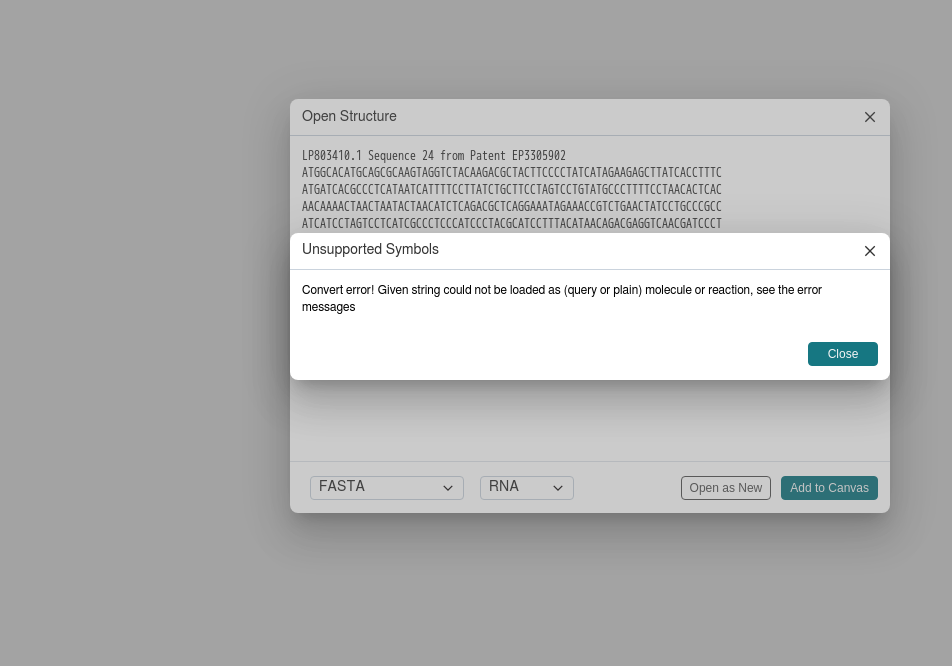 Open Structure
LP803410.1 Sequence 24 from Patent EP3305902
ATGGCACATGCAGCGCAAGTAGGTCTACAAGACGCTACTTCCCCTATCATAGAAGAGCTTATCACCTTTC
ATGATCACGCCCTCATAATCATTTTCCTTATCTGCTTCCTAGTCCTGTATGCCCTTTTCCTAACACTCAC
AACAAAACTAACTAATACTAACATCTCAGACGCTCAGGAAATAGAAACCGTCTGAACTATCCTGCCCGCC
ATCATCCTAGTCCTCATCGCCCTCCCATCCCTACGCATCCTTTACATAACAGACGAGGTCAACGATCCCT
Unsupported Symbols
Convert error! Given string could not be loaded as (query or plain) molecule or reaction, see the error
messages
Close
FASTA
RNA
Open as New
Add to Canvas